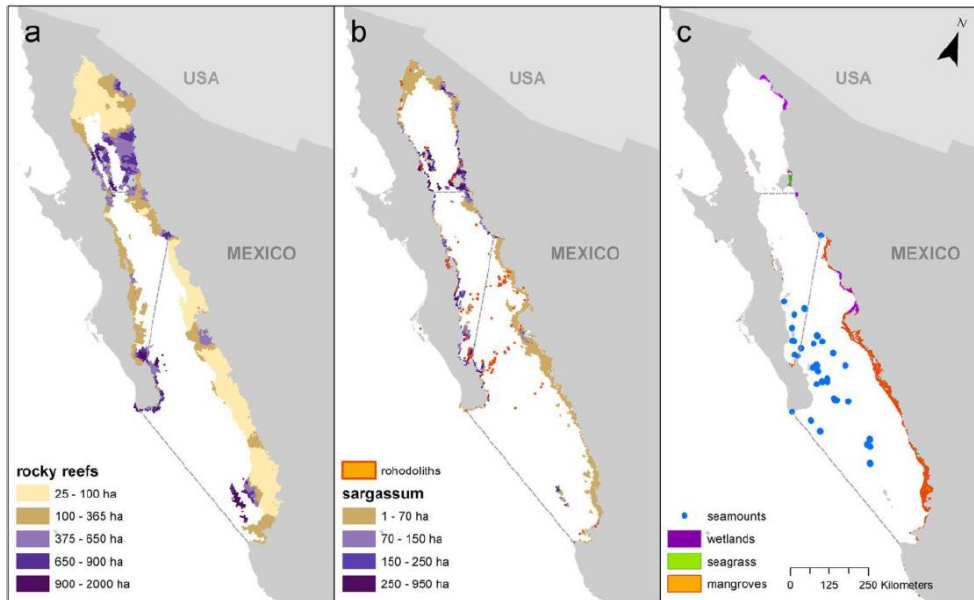 a
USA
MEXICO
rocky reefs
25 - 100 ha
100 - 365 ha
375 - 650 ha
650 - 900 ha
900 - 2000 ha
b
USA
MEXICO
rohodoliths
sargassum
1 - 70 ha
70 - 150 ha
150 - 250 ha
250 - 950 ha
c
N
USA
MEXICO
seamounts
wetlands
seagrass
mangroves
0 125 250 Kilometers